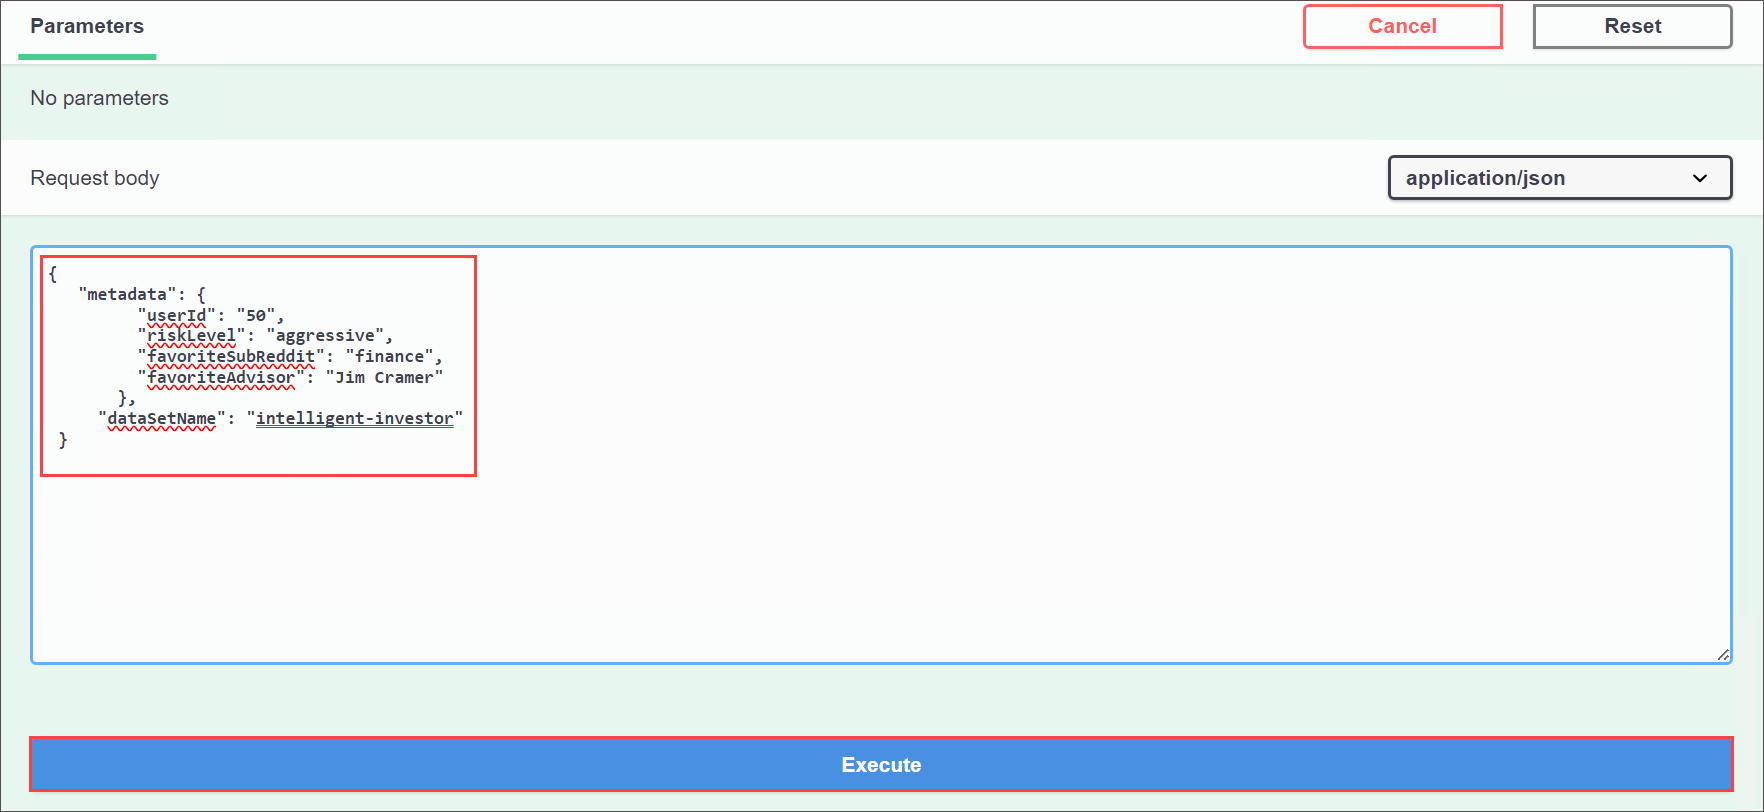 Parameters
Cancel
Reset
No parameters
Request body
application/json
{
"metadata": {
"userId": "50",
"riskLevel": "aggressive",
"favoriteSubReddit": "finance",
"favoriteAdvisor": "Jim Cramer"
},
"dataSetName": "intelligent-investor"
}
Execute